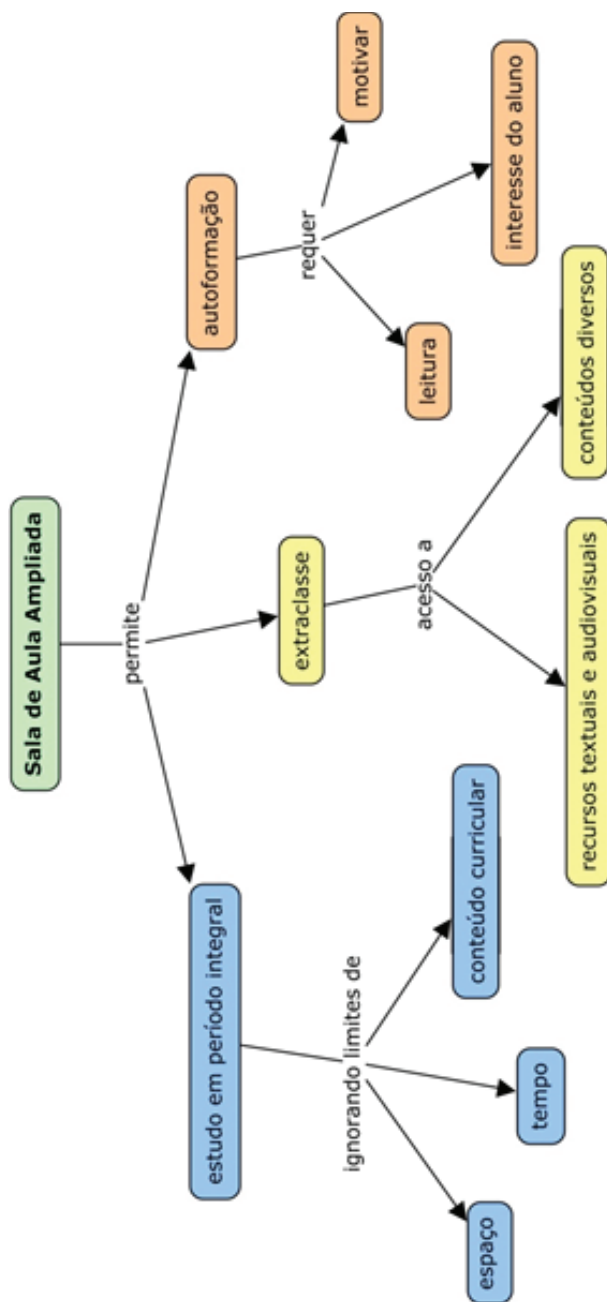 Sala de Aula Ampliada
permite
estudo em período integral
extraclasse
autoformação
ignorando limites de
acesso a
requer
espaço
tempo
conteúdo curricular
recursos textuais e audiovisuais
conteúdos diversos
leitura
interesse do aluno
motivar